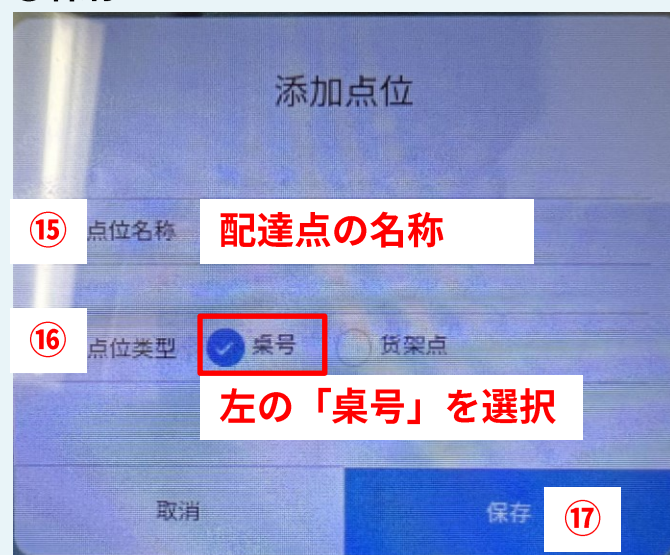 添加点位
⑮ 点位名称 配達点の名称
⑯ 点位类型 桌号 货架点
左の「桌号」を選択
取消 保存 ⑰